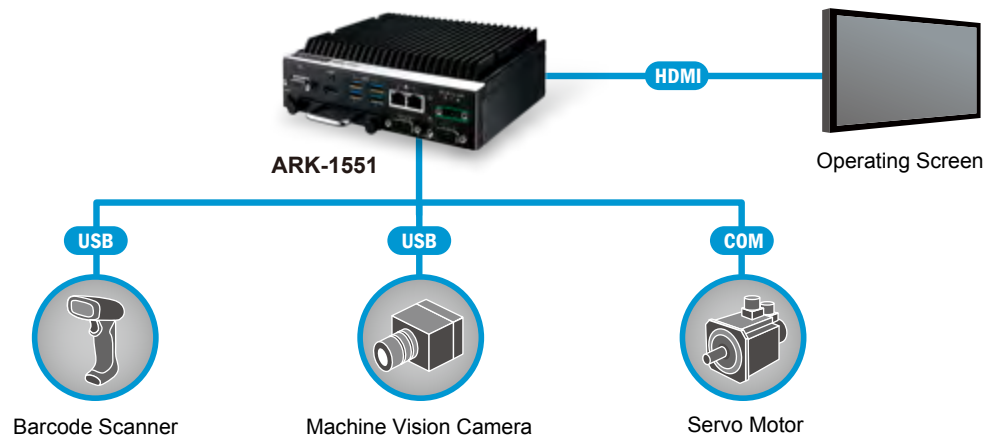 HDMI
ARK-1551
Operating Screen
USB
USB
COM
Barcode Scanner
Machine Vision Camera
Servo Motor